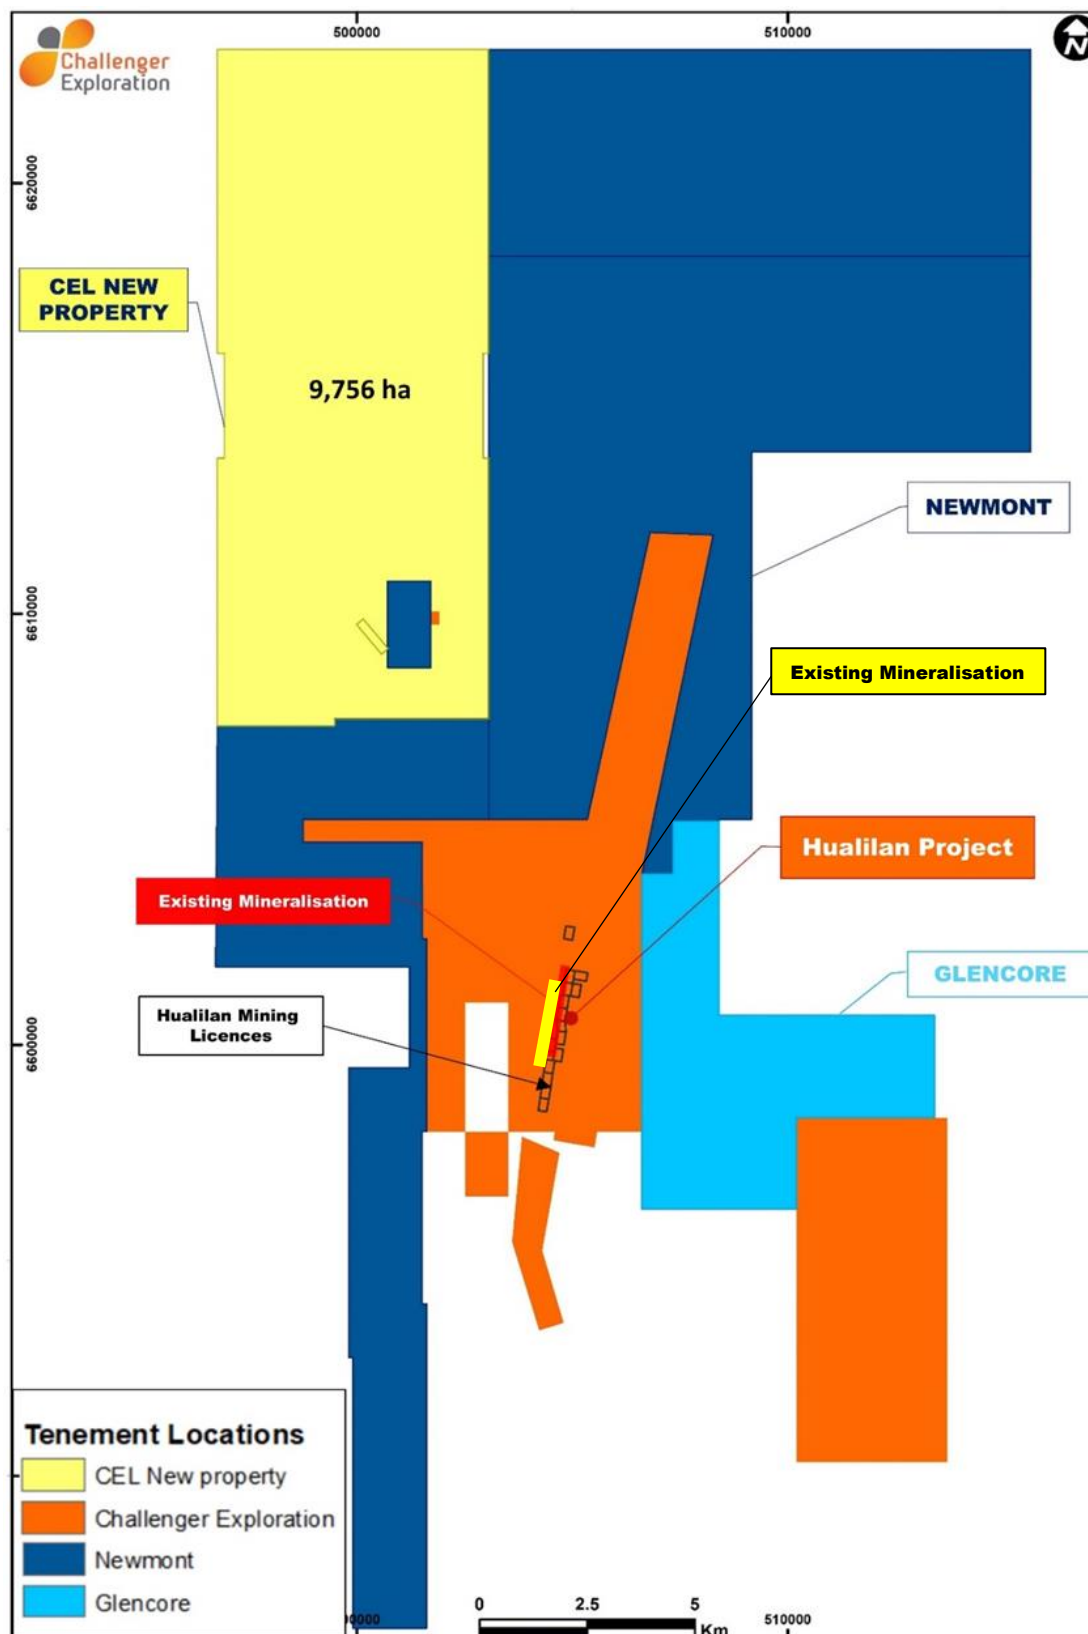 500000
510000
N
Challenger
Exploration
6620000
CEL NEW
PROPERTY
9,756 ha
NEWMONT
6610000
Existing Mineralisation
Hualilan Project
Existing Mineralisation
GLENCORE
Hualilan Mining
Licences
6600000
Tenement Locations
CEL New property
Challenger Exploration
Newmont
Glencore
0 2.5 5
Km
510000